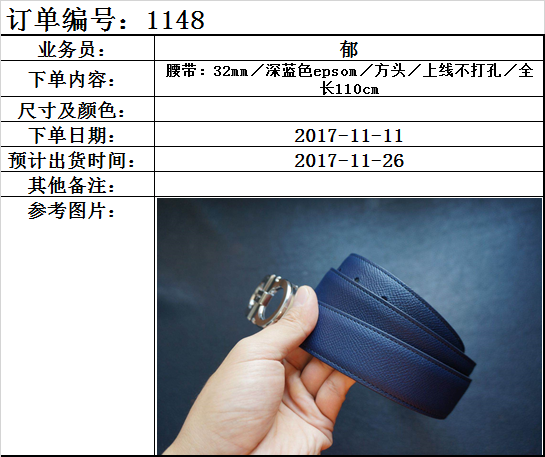 订单编号：1148
业务员： 郁
下单内容： 腰带：32mm／深蓝色epsom／方头／上线不打孔／全
长110cm
尺寸及颜色：
下单日期： 2017-11-11
预计出货时间： 2017-11-26
其他备注：
参考图片：